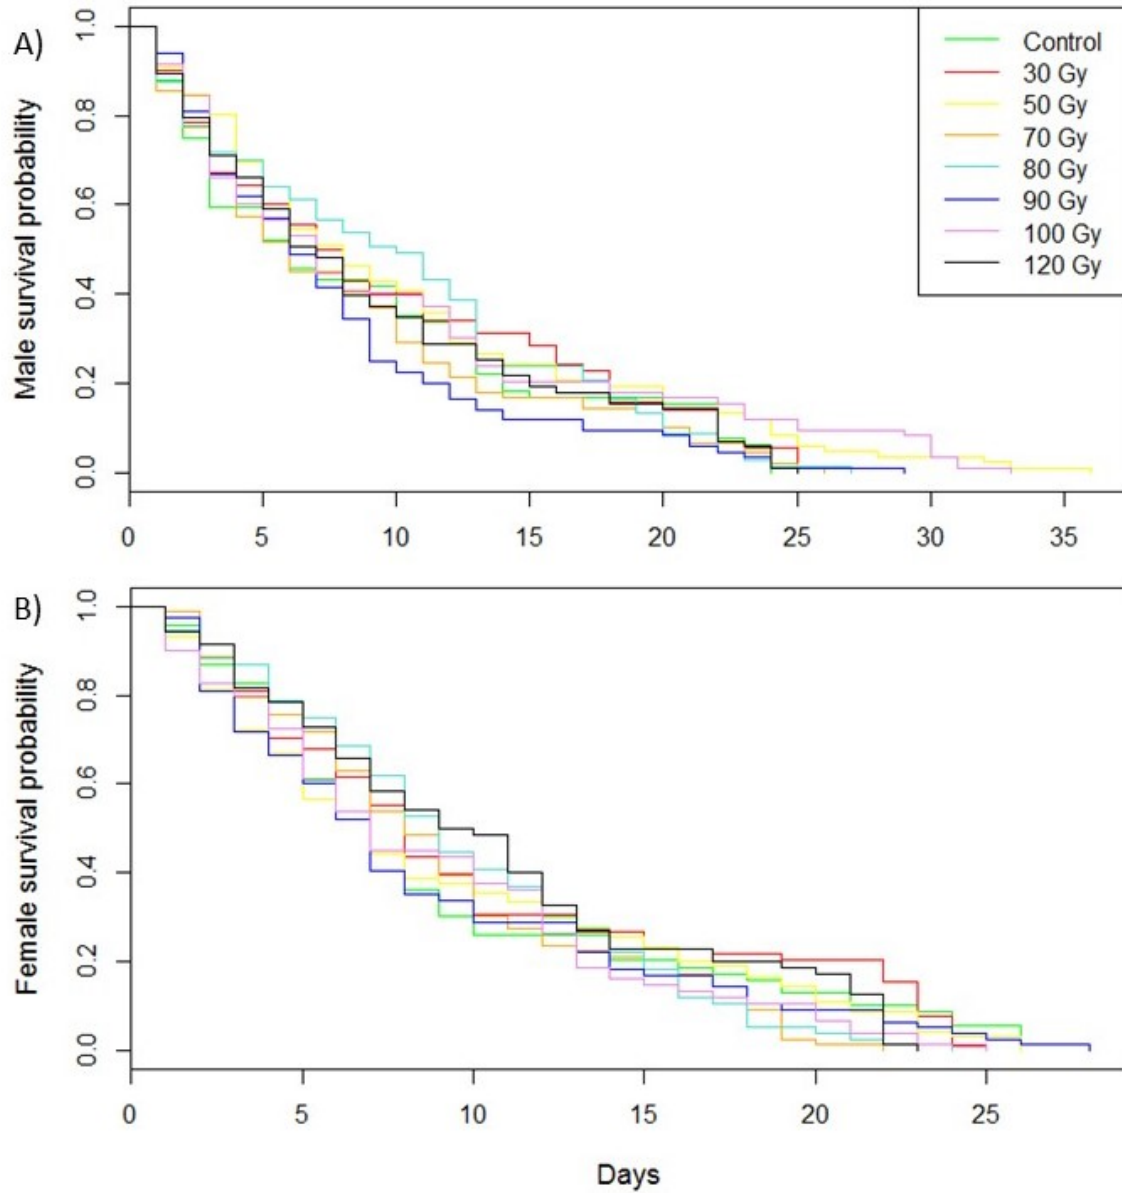 A)
Male survival probability
1.0
0.8
0.6
0.4
0.2
0.0
Control
30 Gy
50 Gy
70 Gy
80 Gy
90 Gy
100 Gy
120 Gy
0 5 10 15 20 25 30 35
B)
Female survival probability
1.0
0.8
0.6
0.4
0.2
0.0
0 5 10 15 20 25
Days